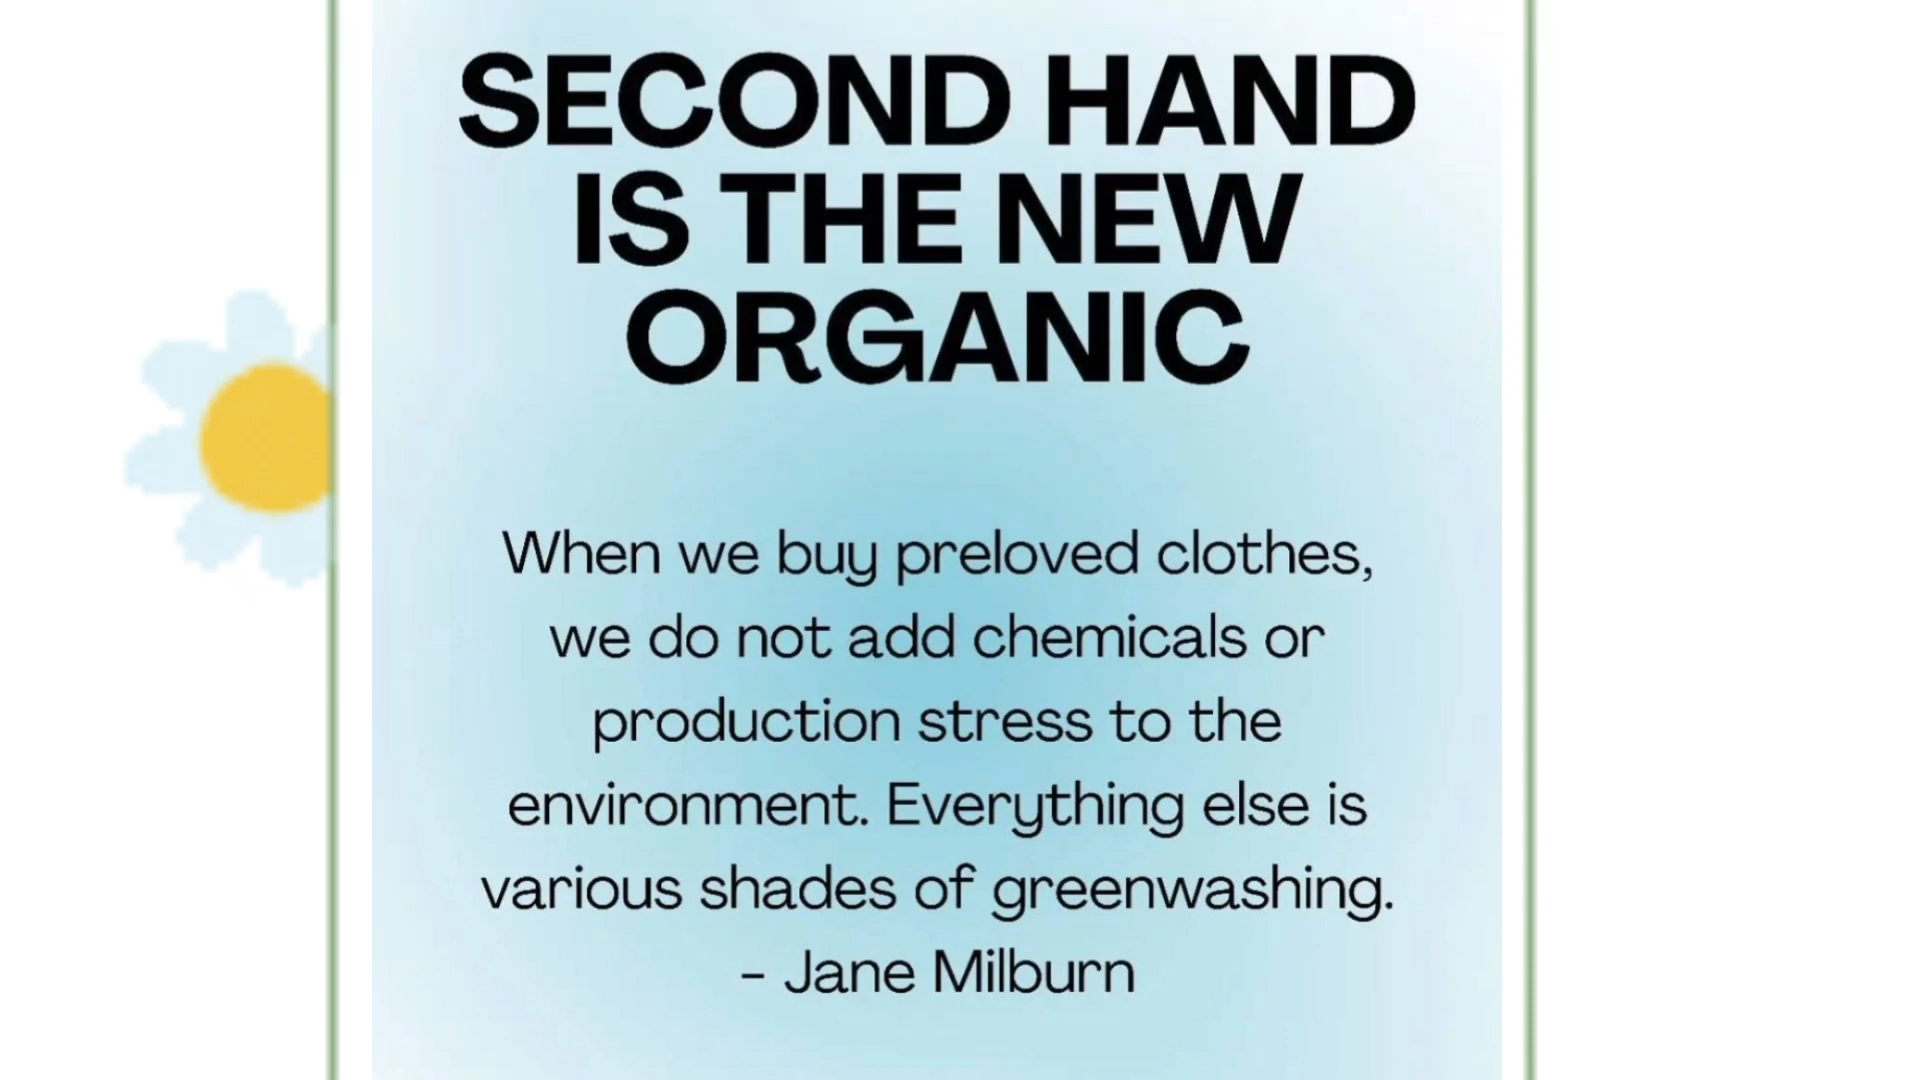 SECOND HAND
IS THE NEW
ORGANIC
When we buy preloved clothes,
we do not add chemicals or
production stress to the
environment. Everything else is
various shades of greenwashing.
- Jane Milburn